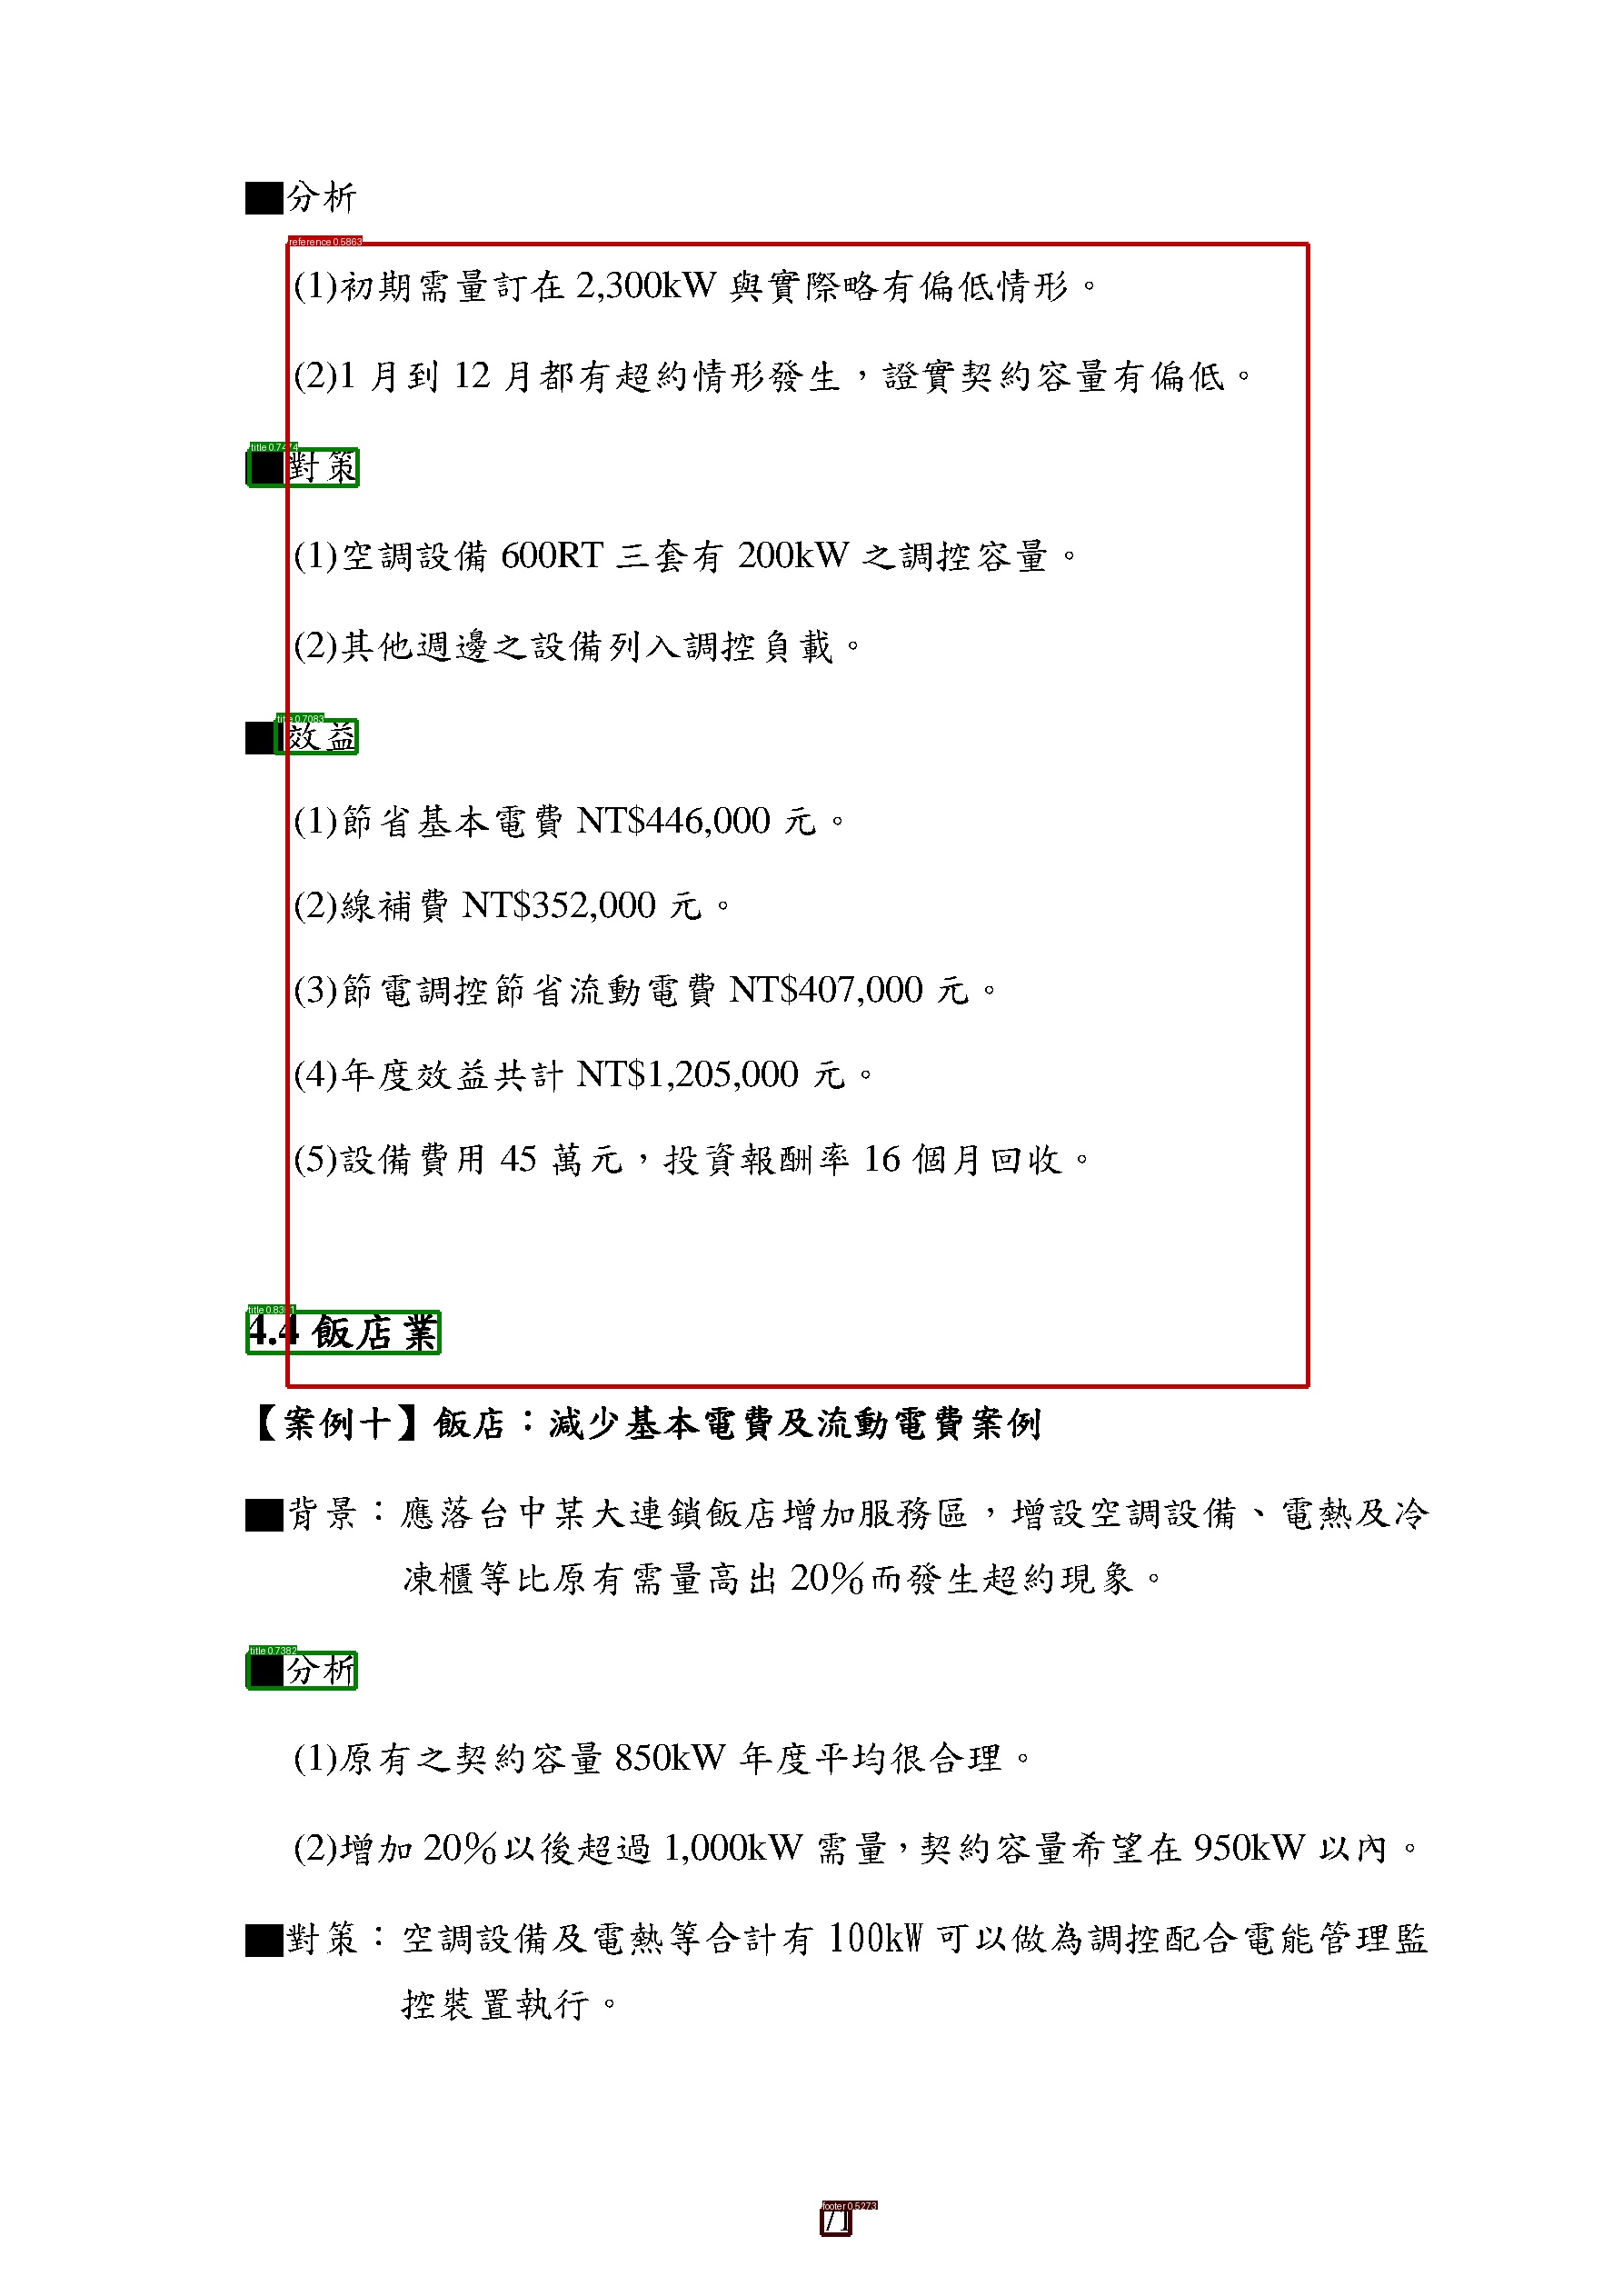 ■分析
reference 0.5863
(1)初期需量訂在 2,300kW 與實際略有偏低情形。
(2)1 月到 12 月都有超約情形發生，證實契約容量有偏低。
■對策
(1)空調設備 600RT 三套有 200kW 之調控容量。
(2)其他週邊之設備列入調控負載。
title 0.7083
■效益
(1)節省基本電費 NT$446,000 元。
(2)線補費 NT$352,000 元。
(3)節電調控節省流動電費 NT$407,000 元。
(4)年度效益共計 NT$1,205,000 元。
(5)設備費用 45 萬元，投資報酬率 16 個月回收。
4.4 飯店業
【案例十】飯店：減少基本電費及流動電費案例
■背景：應落台中某大連鎖飯店增加服務區，增設空調設備、電熱及冷
凍櫃等比原有需量高出 20%而發生超約現象。
title 0.7382
■分析
(1)原有之契約容量 850kW 年度平均很合理。
(2)增加 20%以後超過 1,000kW 需量，契約容量希望在 950kW 以內。
■對策：空調設備及電熱等合計有 100kW 可以做為調控配合電能管理監
控裝置執行。
footer 0.5273
71